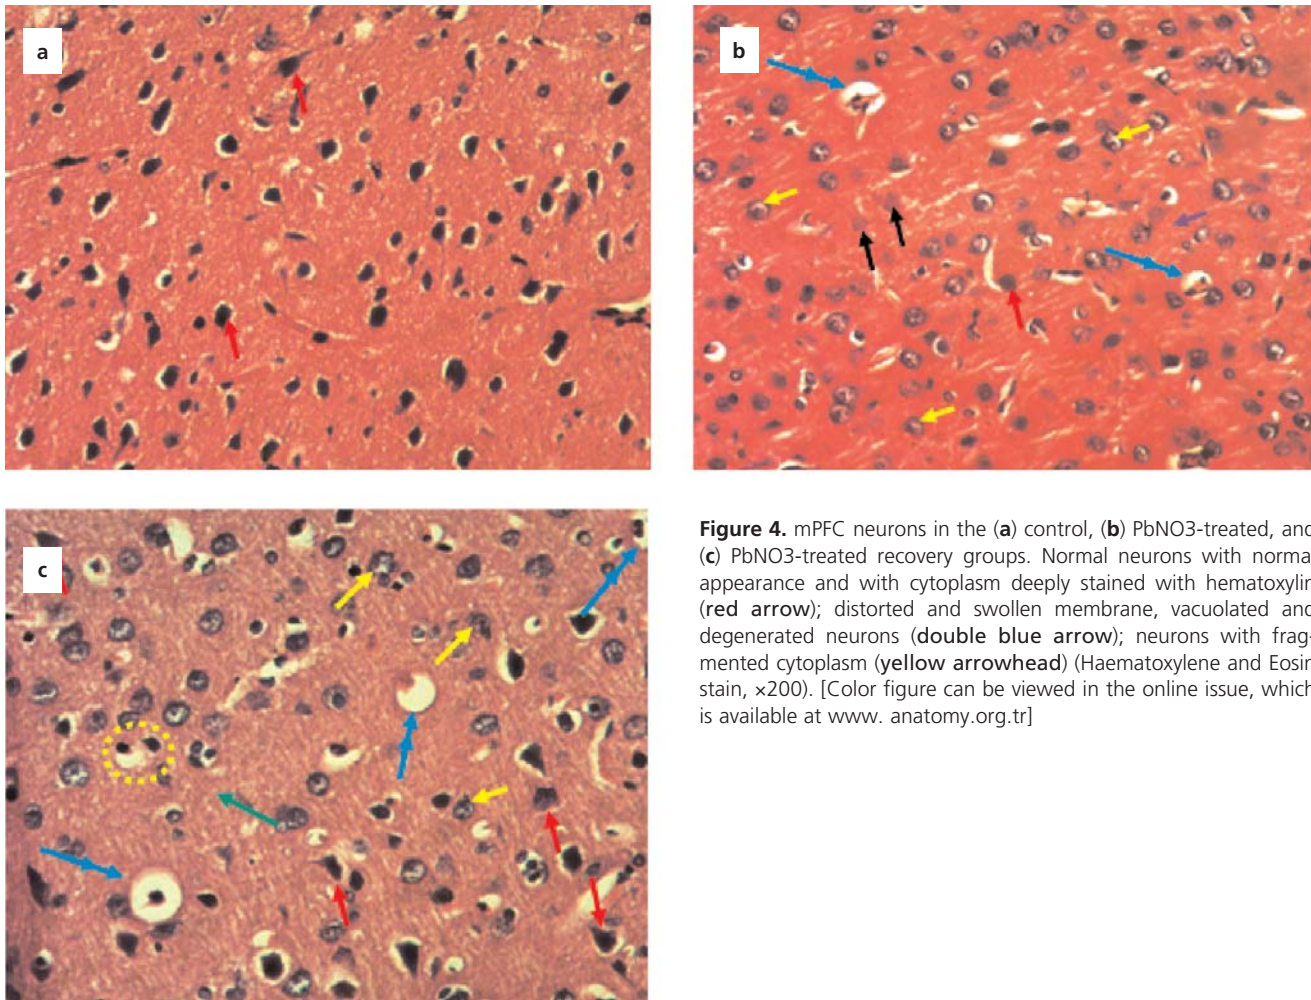 a
b
c
Figure 4. mPFC neurons in the (a) control, (b) PbNO3-treated, and
(c) PbNO3-treated recovery groups. Normal neurons with normal
appearance and with cytoplasm deeply stained with hematoxylin
(red arrow); distorted and swollen membrane, vacuolated and
degenerated neurons (double blue arrow); neurons with frag-
mented cytoplasm (yellow arrowhead) (Haematoxylene and Eosin
stain, ×200). [Color figure can be viewed in the online issue, which
is available at www. anatomy.org.tr]